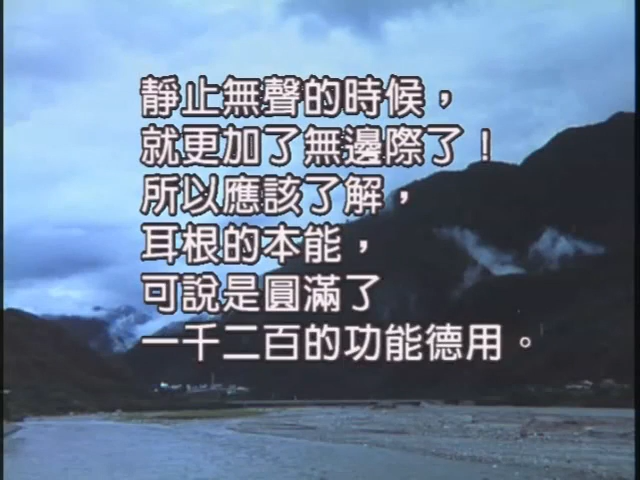 靜止無聲的時候，
就更加了無邊際了！
所以應該了解，
耳根的本能，
可說是圓滿了
一千二百的功能德用。